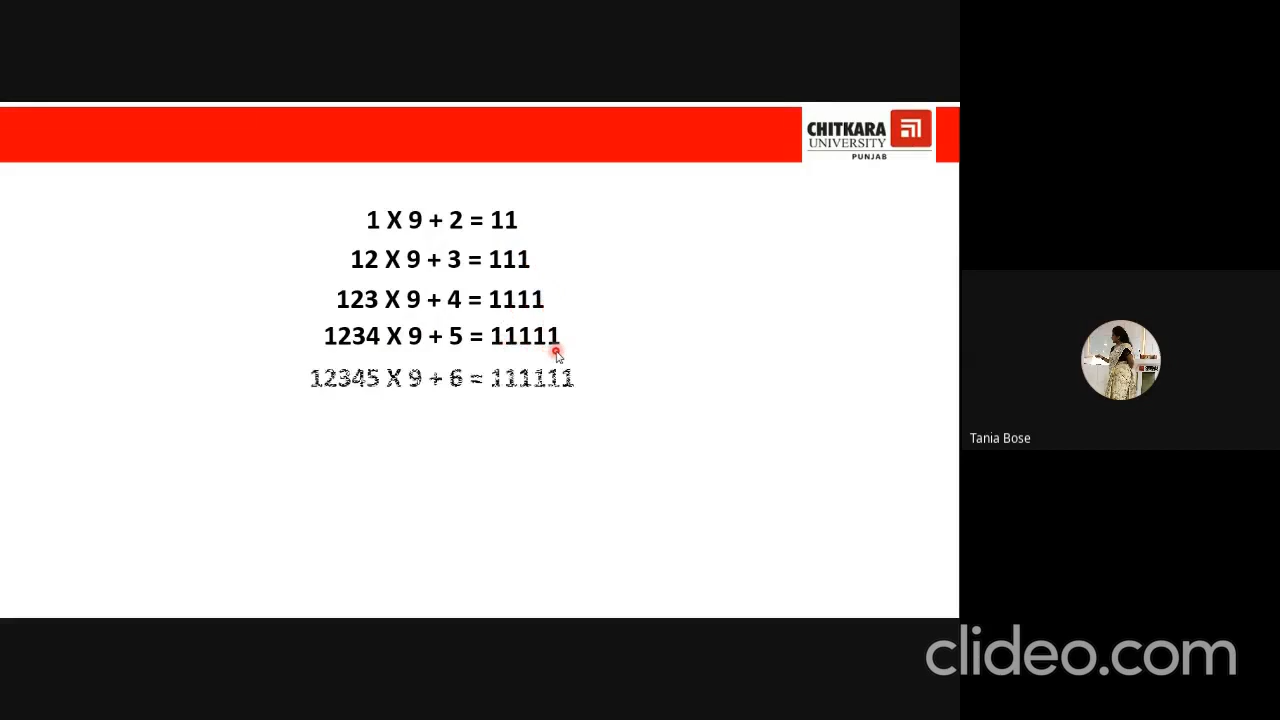 CHITKARA
UNIVERSITY
PUNJAB
1 X 9 + 2 = 11
12 X 9 + 3 = 111
123 X 9 + 4 = 1111
1234 X 9 + 5 = 11111
12345 X 9 + 6 = 111111
Tania Bose
clideo.com